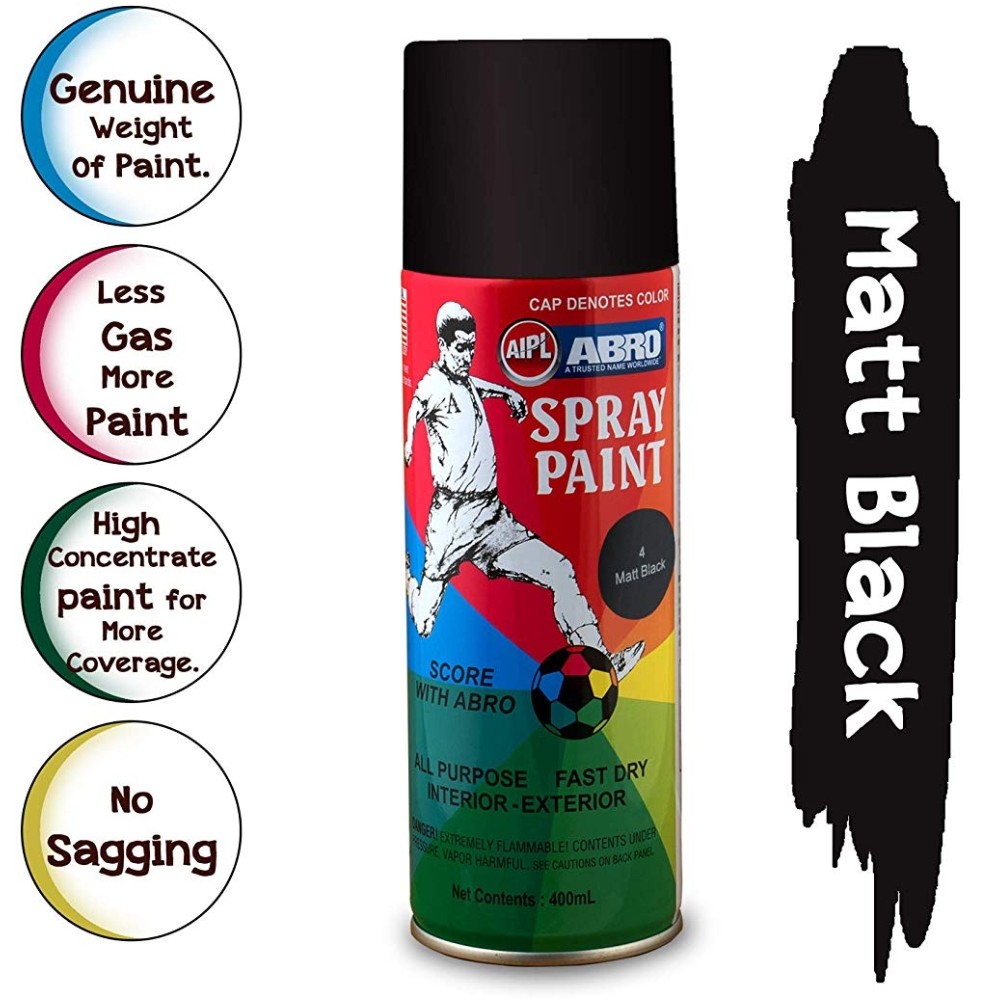 Genuine
Weight
Of Paint.
Less
Gas
More
Paint
High
Concentrate
paint for
More
Coverage.
No
Sagging
CAP DENOTES COLOR
AIPL ABRO®
A TRUSTED NAME WORLDWIDE
SPRAY
PAINT
A
4
Matt Black
SCORE
WITH ABRO
ALL PURPOSE FAST DRY
INTERIOR-EXTERIOR
DANGER! EXTREMELY FLAMMABLE! CONTENTS UNDER
PRESSURE, VAPOR HARMFUL. SEE CAUTIONS ON BACK PANEL
Net Contents : 400mL
Matt Black